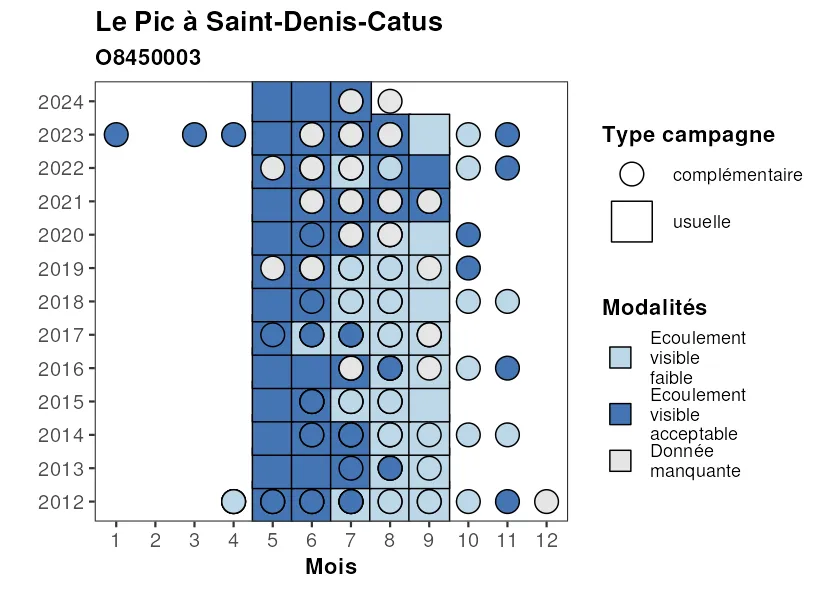 Le Pic à Saint-Denis-Catus
O8450003
2024
2023
2022
2021
2020
2019
2018
2017
2016
2015
2014
2013
2012
1 2 3 4 5 6 7 8 9 10 11 12
Mois
Type campagne
complémentaire
usuelle
Modalités
Ecoulement
visible
faible
Ecoulement
visible
acceptable
Donnée
manquante